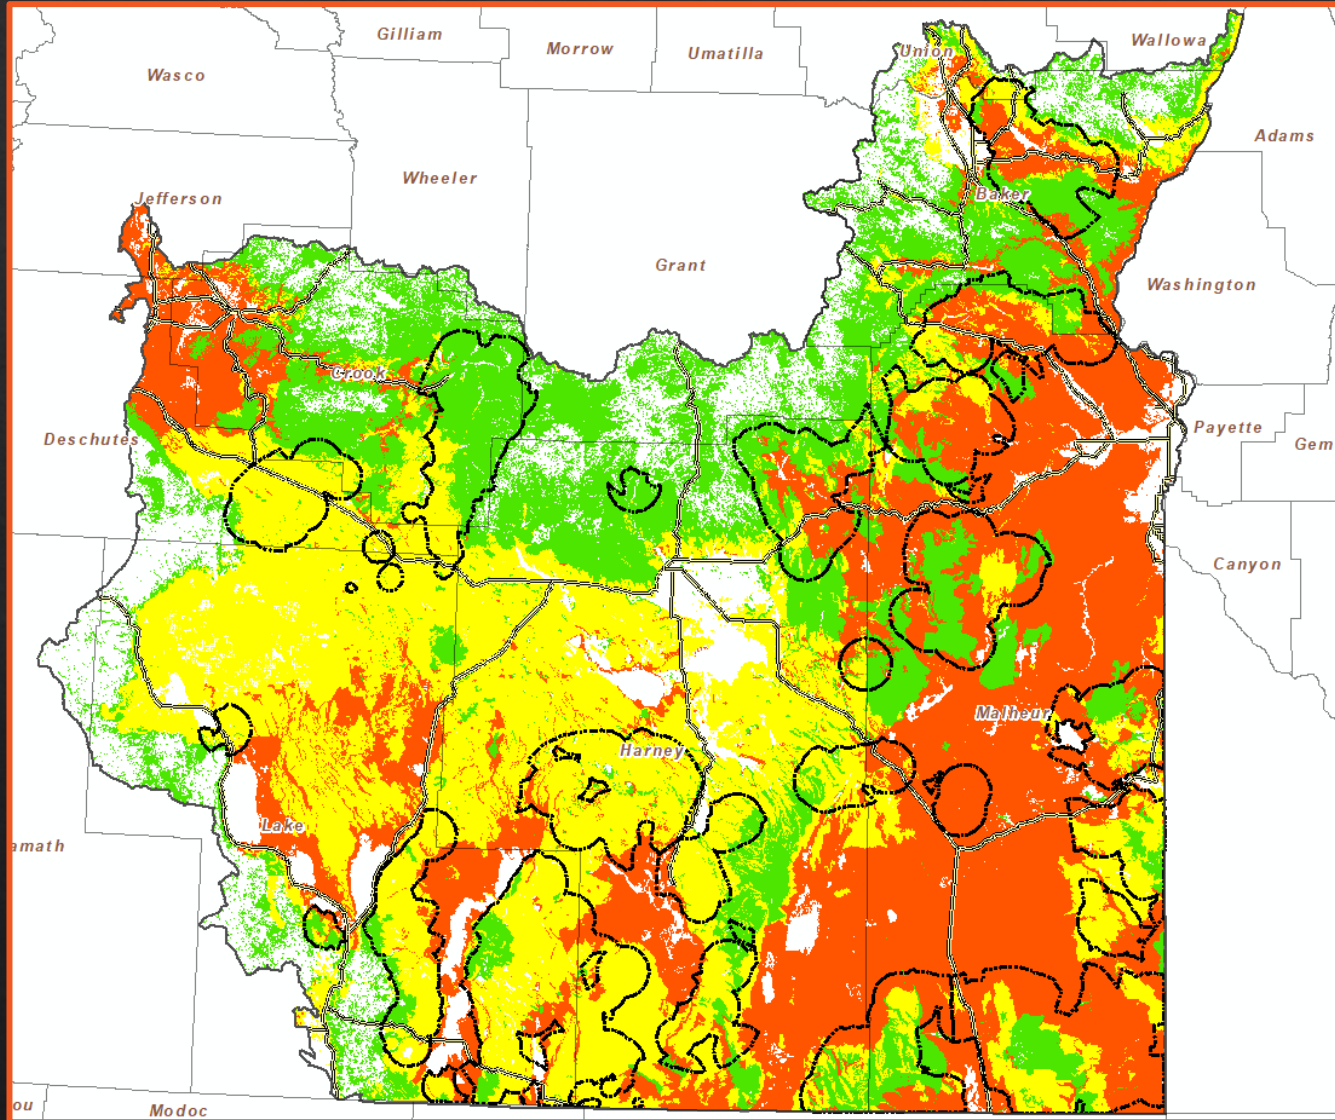 Gilliam
Morrow
Umatilla
Union
Wallowa
Wasco
Adams
Wheeler
Jefferson
Baker
Grant
Washington
Crook
Deschutes
Payette
Gem
Canyon
Malheur
Harney
Lake
amath
ou
Modoc